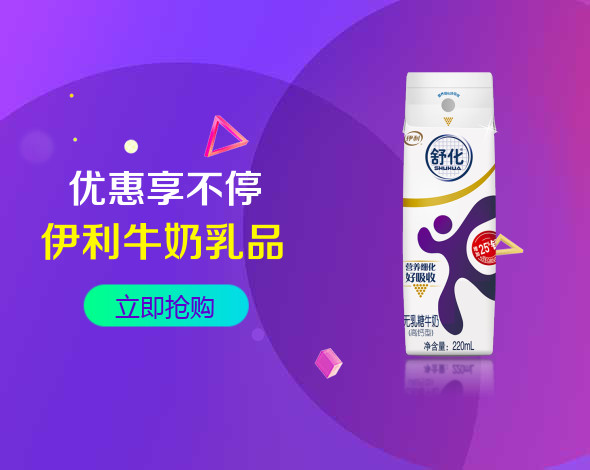 优惠享不停
伊利牛奶乳品
立即抢购
伊利
舒化
SHUHUA
25
营养细化
好吸收
无乳糖牛奶
(高钙型)
净含量：220mL